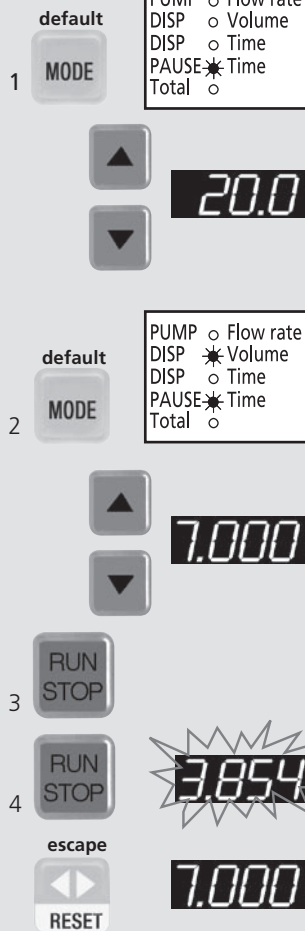 PUMP Flow rate
default
DISP Volume
DISP Time
1 MODE
PAUSE Time
Total
20.0
PUMP Flow rate
default
DISP Volume
DISP Time
2 MODE
PAUSE Time
Total
7.000
RUN
3 STOP
RUN
4 STOP
3.854
escape
RESET
7.000